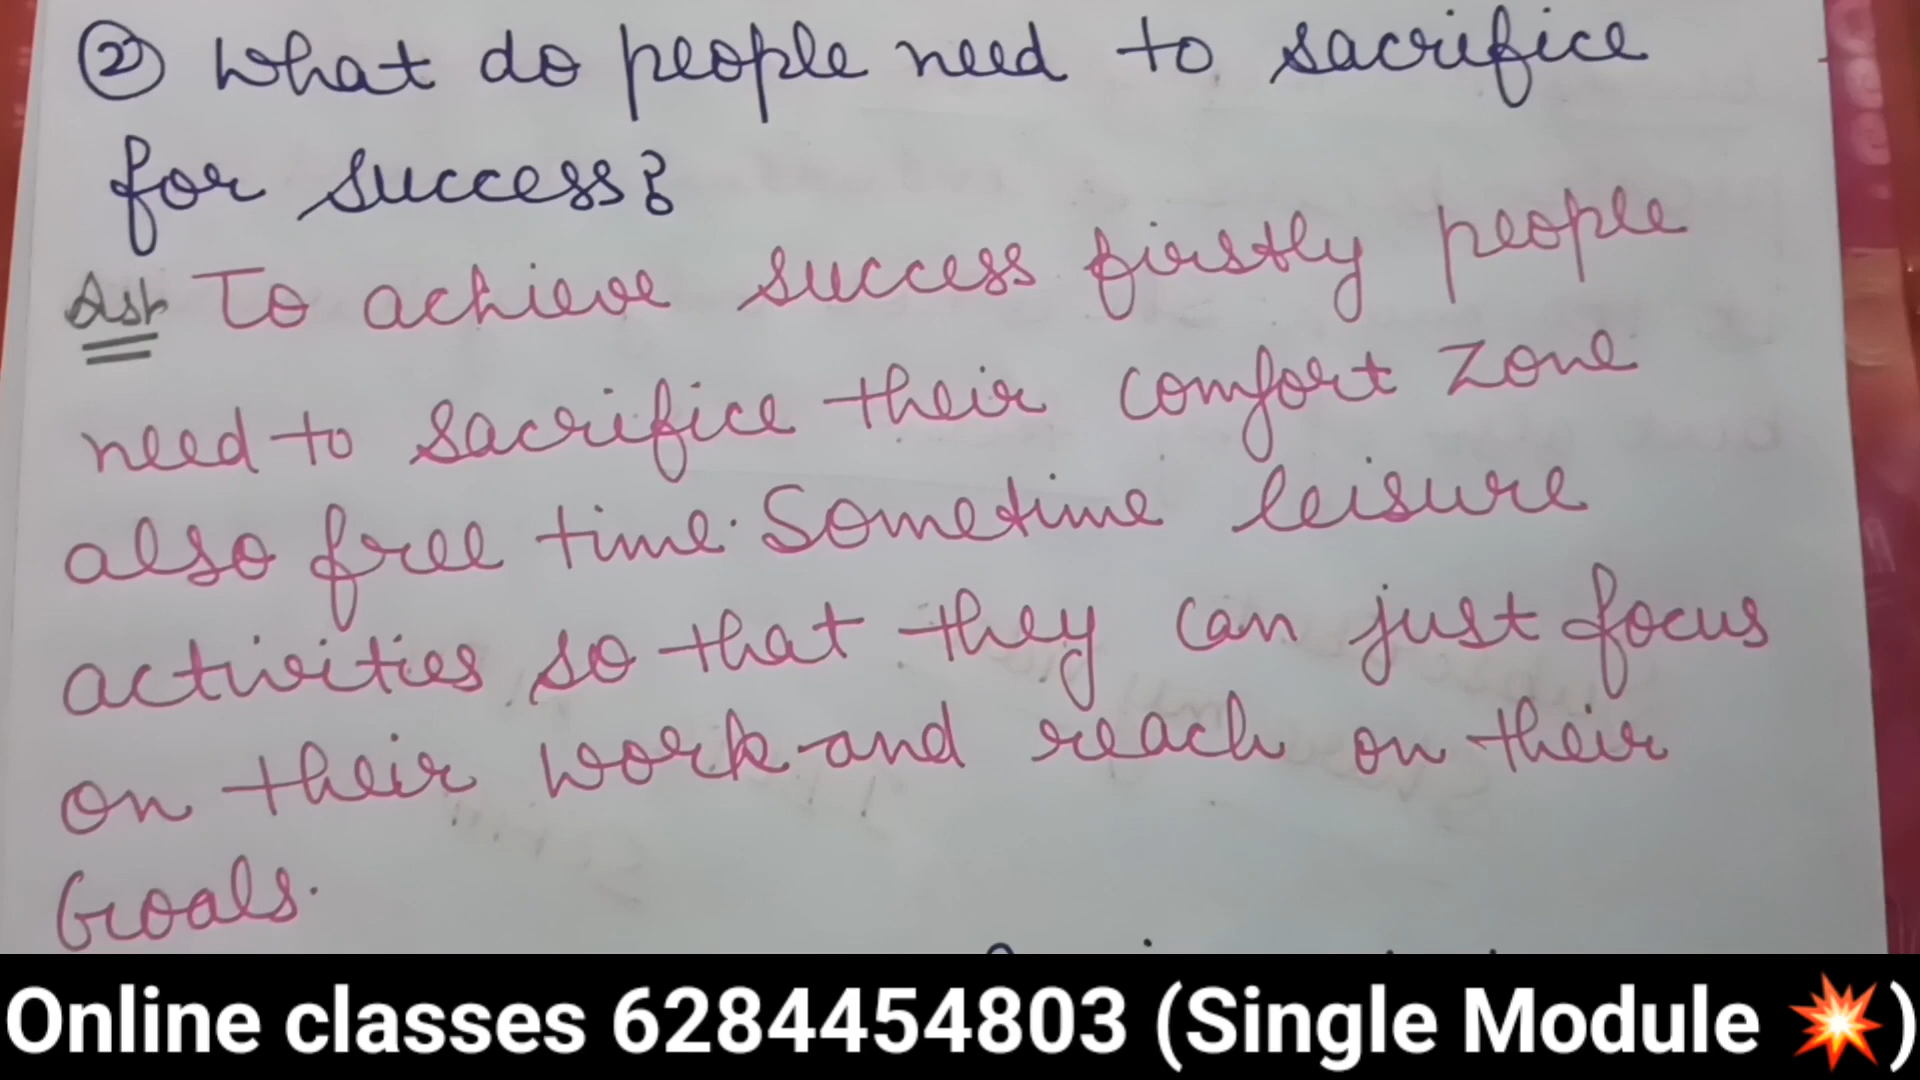 ② What do people need to sacrifice
for success?
Ans To achieve success firstly people
need to sacrifice their comfort zone
also free time. Sometime leisure
activities so that they can just focus
on their work and reach on their
Goals.
Online classes 6284454803 (Single Module 💥)